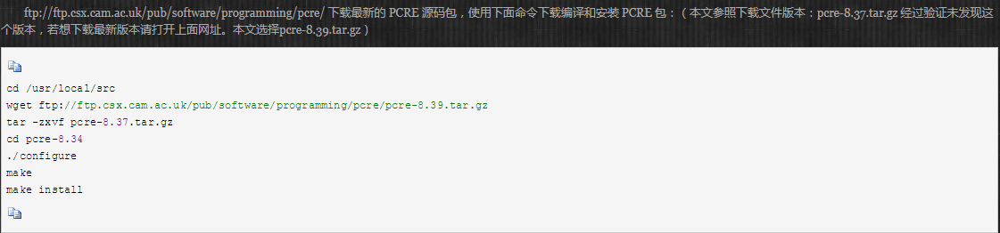 ftp://ftp.csx.cam.ac.uk/pub/software/programming/pcre/ 下载最新的 PCRE 源码包，使用下面命令下载编译和安装 PCRE 包：（本文参照下载文件版本：pcre-8.37.tar.gz 经过验证未发现这
个版本，若想下载最新版本请打开上面网址。本文选择pcre-8.39.tar.gz）
cd /usr/local/src
wget ftp://ftp.csx.cam.ac.uk/pub/software/programming/pcre/pcre-8.39.tar.gz
tar -zxvf pcre-8.37.tar.gz
cd pcre-8.34
./configure
make
make install